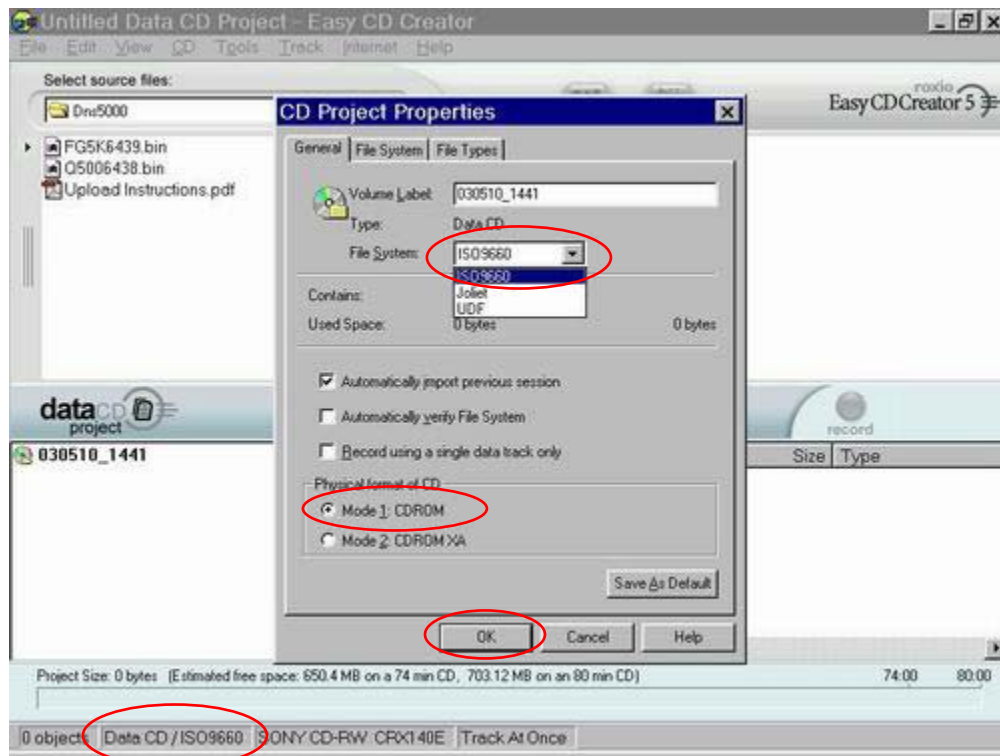 Untitled Data CD Project - Easy CD Creator
File Edit View CD Tools Track Internet Help
Select source files:
Dns5000
roxio
Easy CD Creator 5
FG5K6439.bin
Q5006438.bin
Upload Instructions.pdf
CD Project Properties
General File System File Types
Volume Label: 030510_1441
Type: Data CD
File System: ISO9660
ISO9660
Joliet
UDF
Contains:
Used Space: 0 bytes 0 bytes
Automatically import previous session
Automatically verify File System
Record using a single data track only
Physical format of CD
Mode 1: CDROM
Mode 2: CDROM XA
Save As Default
OK Cancel Help
datacd
project
record
030510_1441
Size Type
Project Size: 0 bytes (Estimated free space: 650.4 MB on a 74 min CD, 703.12 MB on an 80 min CD)
74:00 80:00
0 objects Data CD / ISO9660 SONY CD-RW CRX140E Track At Once